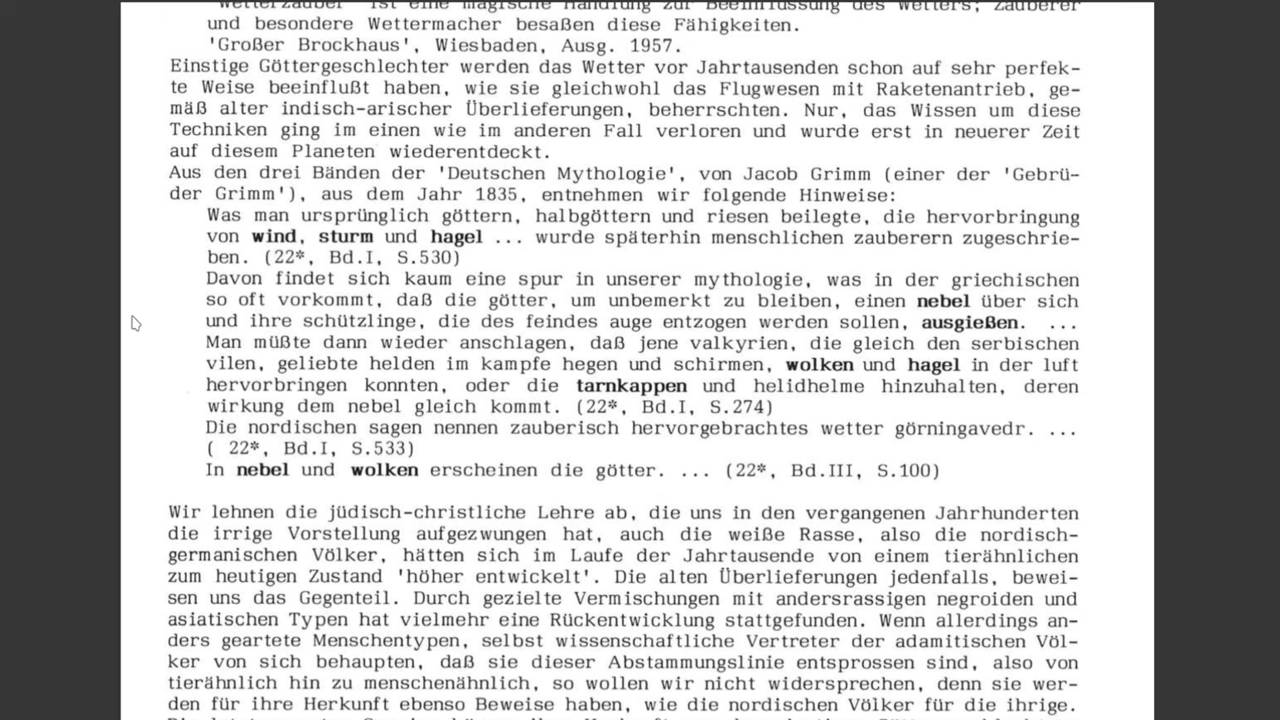 "Wetterzauber" ist eine magische Handlung zur Beeinflussung des Wetters; Zauberer
und besondere Wettermacher besaßen diese Fähigkeiten.
'Großer Brockhaus', Wiesbaden, Ausg. 1957.
Einstige Göttergeschlechter werden das Wetter vor Jahrtausenden schon auf sehr perfek-
te Weise beeinflußt haben, wie sie gleichwohl das Flugwesen mit Raketenantrieb, ge-
mäß alter indisch-arischer Überlieferungen, beherrschten. Nur, das Wissen um diese
Techniken ging im einen wie im anderen Fall verloren und wurde erst in neuerer Zeit
auf diesem Planeten wiederentdeckt.
Aus den drei Bänden der 'Deutschen Mythologie', von Jacob Grimm (einer der 'Gebrü-
der Grimm'), aus dem Jahr 1835, entnehmen wir folgende Hinweise:
Was man ursprünglich göttern, halbgöttern und riesen beilegte, die hervorbringung
von wind, sturm und hagel ... wurde späterhin menschlichen zauberern zugeschrie-
ben. (22*, Bd.I, S.530)
Davon findet sich kaum eine spur in unserer mythologie, was in der griechischen
so oft vorkommt, daß die götter, um unbemerkt zu bleiben, einen nebel über sich
und ihre schützlinge, die des feindes auge entzogen werden sollen, ausgießen. ...
Man müßte dann wieder anschlagen, daß jene valkyrien, die gleich den serbischen
vilen, geliebte helden im kampfe hegen und schirmen, wolken und hagel in der luft
hervorbringen konnten, oder die tarnkappen und helidhelme hinzuhalten, deren
wirkung dem nebel gleich kommt. (22*, Bd.I, S.274)
Die nordischen sagen nennen zauberisch hervorgebrachtes wetter görningavedr. ...
( 22*, Bd.I, S.533)
In nebel und wolken erscheinen die götter. ... (22*, Bd.III, S.100)
Wir lehnen die jüdisch-christliche Lehre ab, die uns in den vergangenen Jahrhunderten
die irrige Vorstellung aufgezwungen hat, auch die weiße Rasse, also die nordisch-
germanischen Völker, hätten sich im Laufe der Jahrtausende von einem tierähnlichen
zum heutigen Zustand 'höher entwickelt'. Die alten Überlieferungen jedenfalls, bewei-
sen uns das Gegenteil. Durch gezielte Vermischungen mit andersrassigen negroiden und
asiatischen Typen hat vielmehr eine Rückentwicklung stattgefunden. Wenn allerdings an-
ders geartete Menschentypen, selbst wissenschaftliche Vertreter der adamitischen Völ-
ker von sich behaupten, daß sie dieser Abstammungslinie entsprossen sind, also von
tierähnlich hin zu menschenähnlich, so wollen wir nicht widersprechen, denn sie wer-
den für ihre Herkunft ebenso Beweise haben, wie die nordischen Völker für die ihrige.